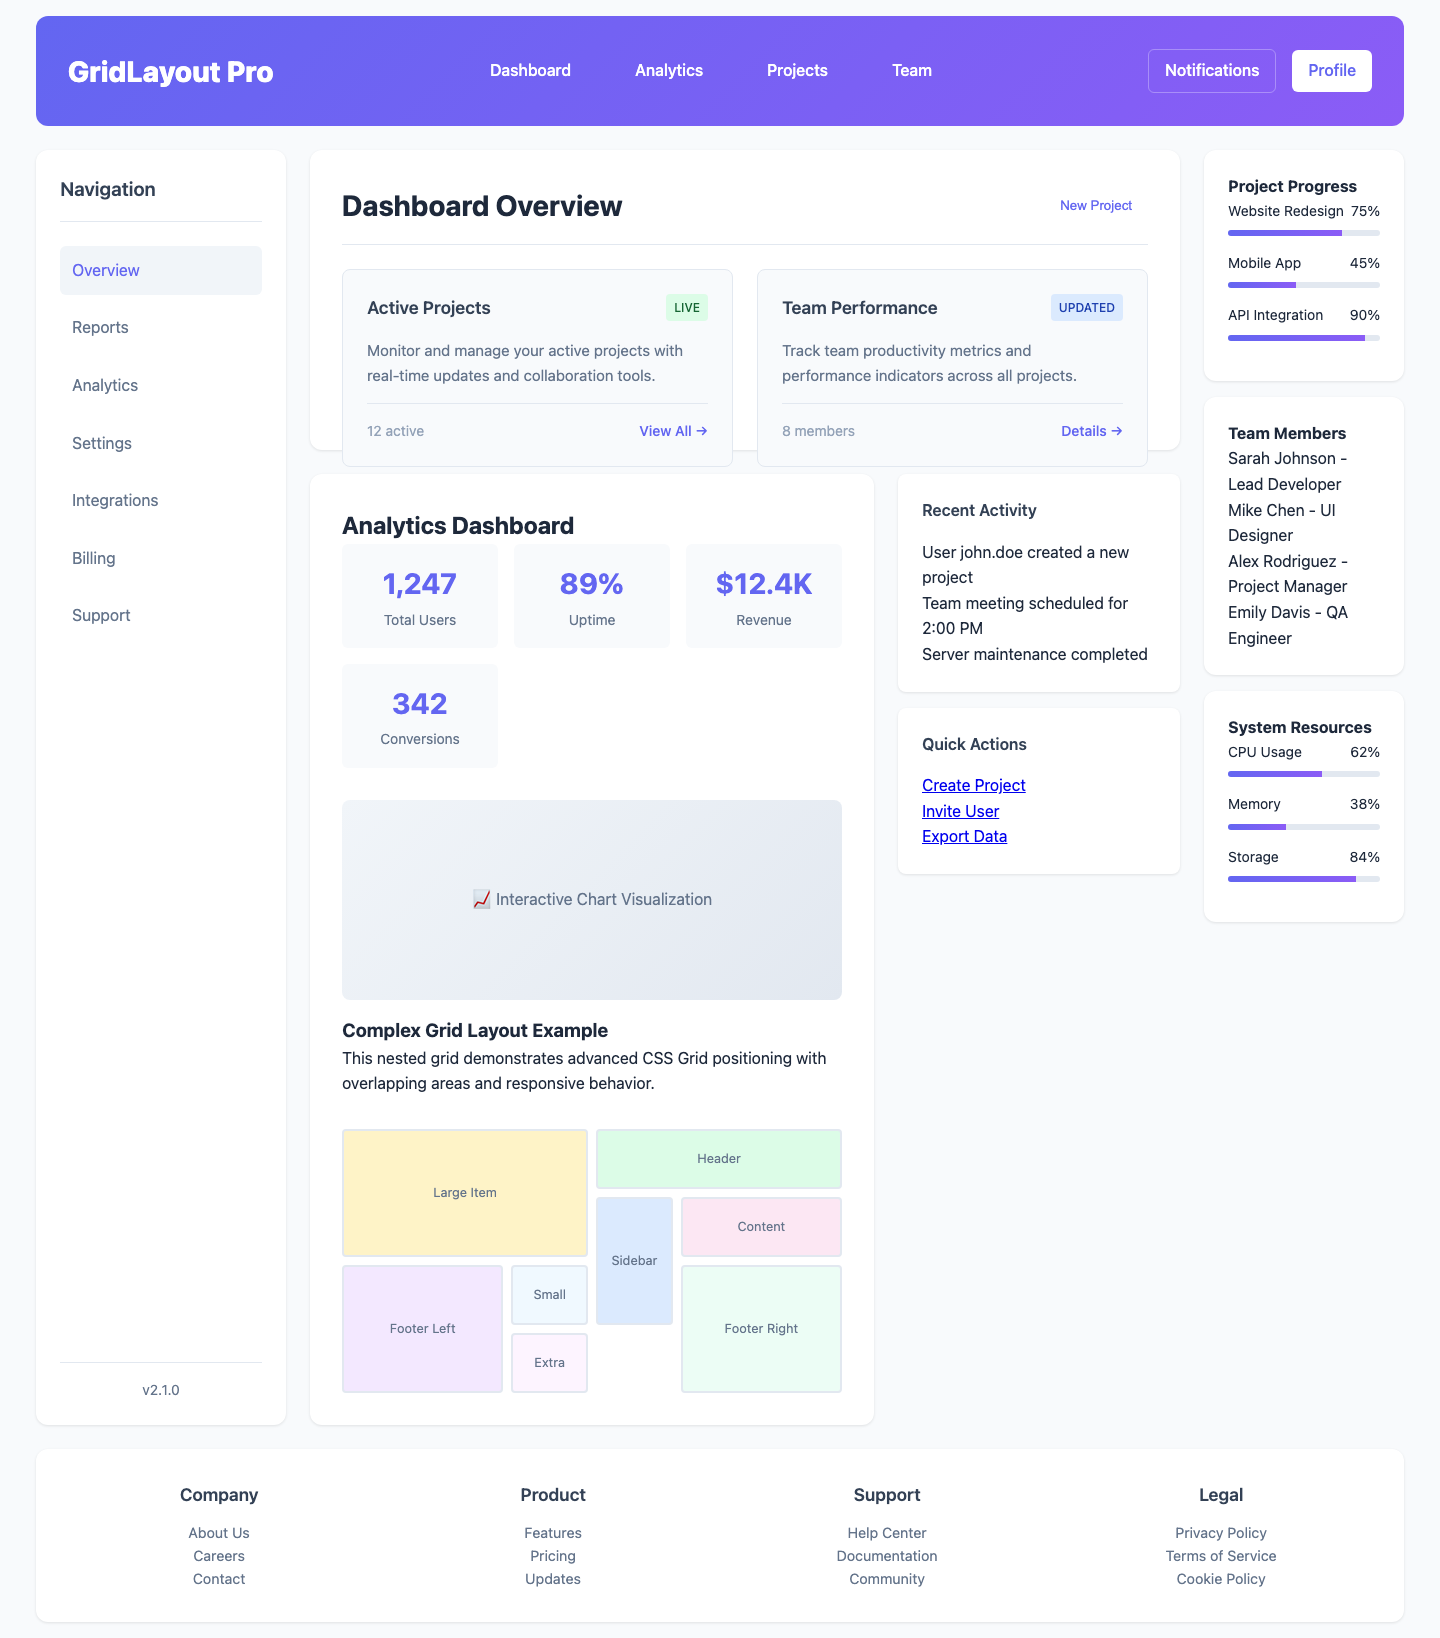 GridLayout Pro
Dashboard
Analytics
Projects
Team
Notifications
Profile
Navigation
Overview
Reports
Analytics
Settings
Integrations
Billing
Support
v2.1.0
Dashboard Overview
New Project
Active Projects
LIVE
Monitor and manage your active projects with
real-time updates and collaboration tools.
12 active
View All →
Team Performance
UPDATED
Track team productivity metrics and
performance indicators across all projects.
8 members
Details →
Analytics Dashboard
1,247
Total Users
89%
Uptime
$12.4K
Revenue
342
Conversions
📈 Interactive Chart Visualization
Complex Grid Layout Example
This nested grid demonstrates advanced CSS Grid positioning with
overlapping areas and responsive behavior.
Large Item
Header
Sidebar
Content
Footer Left
Small
Footer Right
Extra
Recent Activity
User john.doe created a new
project
Team meeting scheduled for
2:00 PM
Server maintenance completed
Quick Actions
Create Project
Invite User
Export Data
Project Progress
Website Redesign 75%
Mobile App 45%
API Integration 90%
Team Members
Sarah Johnson -
Lead Developer
Mike Chen - UI
Designer
Alex Rodriguez -
Project Manager
Emily Davis - QA
Engineer
System Resources
CPU Usage 62%
Memory 38%
Storage 84%
Company
About Us
Careers
Contact
Product
Features
Pricing
Updates
Support
Help Center
Documentation
Community
Legal
Privacy Policy
Terms of Service
Cookie Policy